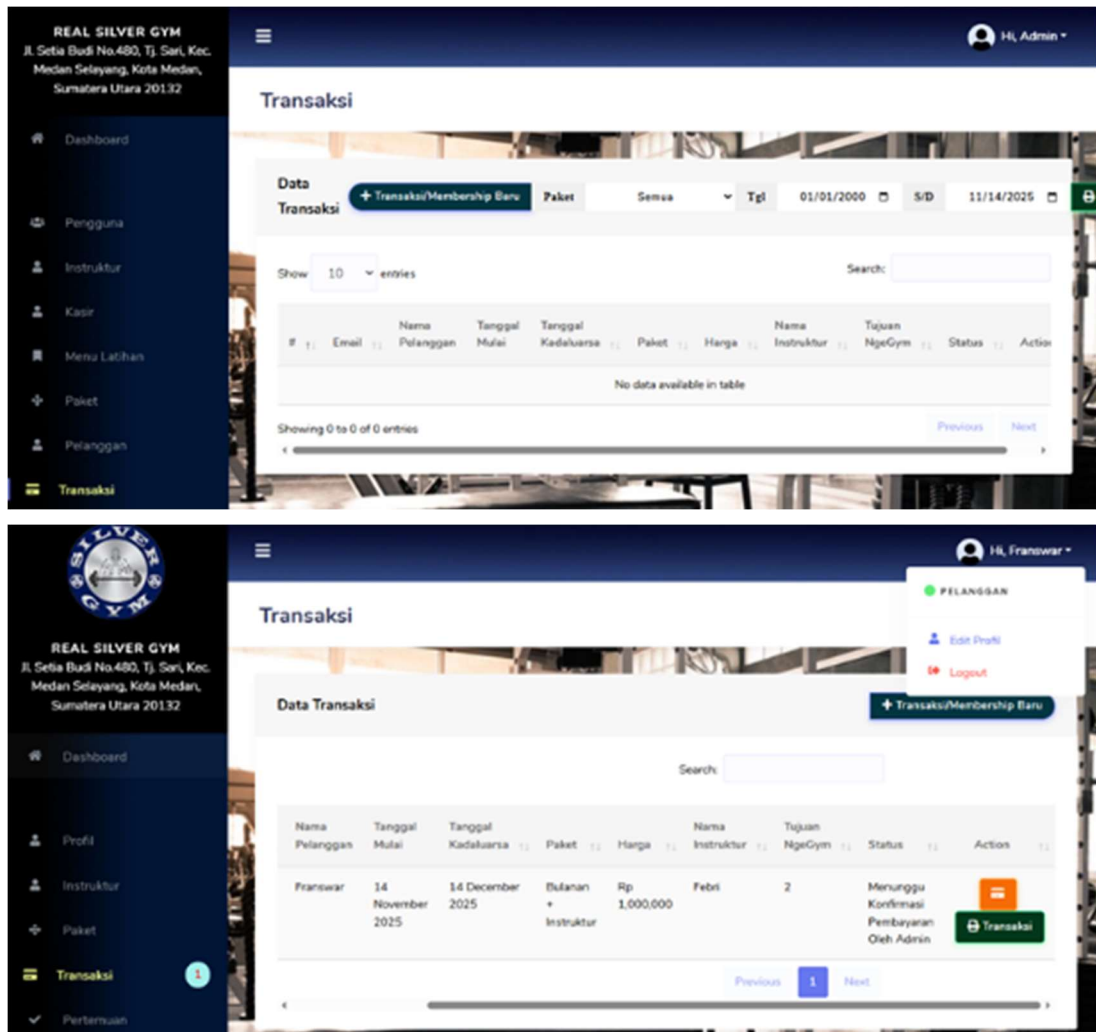 REAL SILVER GYM
Jl. Setia Budi No.480, Tj. Sari, Kec.
Medan Selayang, Kota Medan,
Sumatera Utara 20132
Dashboard
Pengguna
Instruktur
Kasir
Menu Latihan
Paket
Pelanggan
Transaksi
Hi, Admin
Transaksi
Data
Transaksi
+ Transaksi/Membership Baru
Paket
Semua
Tgl
01/01/2000
S/D
11/14/2025
Show 10 entries
Search:
#
Email
Nama
Pelanggan
Tanggal
Mulai
Tanggal
Kadaluarsa
Paket
Harga
Nama
Instruktur
Tujuan
NgeGym
Status
Action
No data available in table
Showing 0 to 0 of 0 entries
Previous
Next
SILVER
GYM
REAL SILVER GYM
Jl. Setia Budi No.480, Tj. Sari, Kec.
Medan Selayang, Kota Medan,
Sumatera Utara 20132
Dashboard
Profil
Instruktur
Paket
Transaksi
1
Pertemuan
Hi, Franswar
PELANGGAN
Edit Profil
Logout
Transaksi
Data Transaksi
+ Transaksi/Membership Baru
Search:
Nama
Pelanggan
Tanggal
Mulai
Tanggal
Kadaluarsa
Paket
Harga
Nama
Instruktur
Tujuan
NgeGym
Status
Action
Franswar
14
November
2025
14 December
2025
Bulanan
+
Instruktur
Rp
1,000,000
Febri
2
Menunggu
Konfirmasi
Pembayaran
Oleh Admin
Transaksi
Previous
1
Next